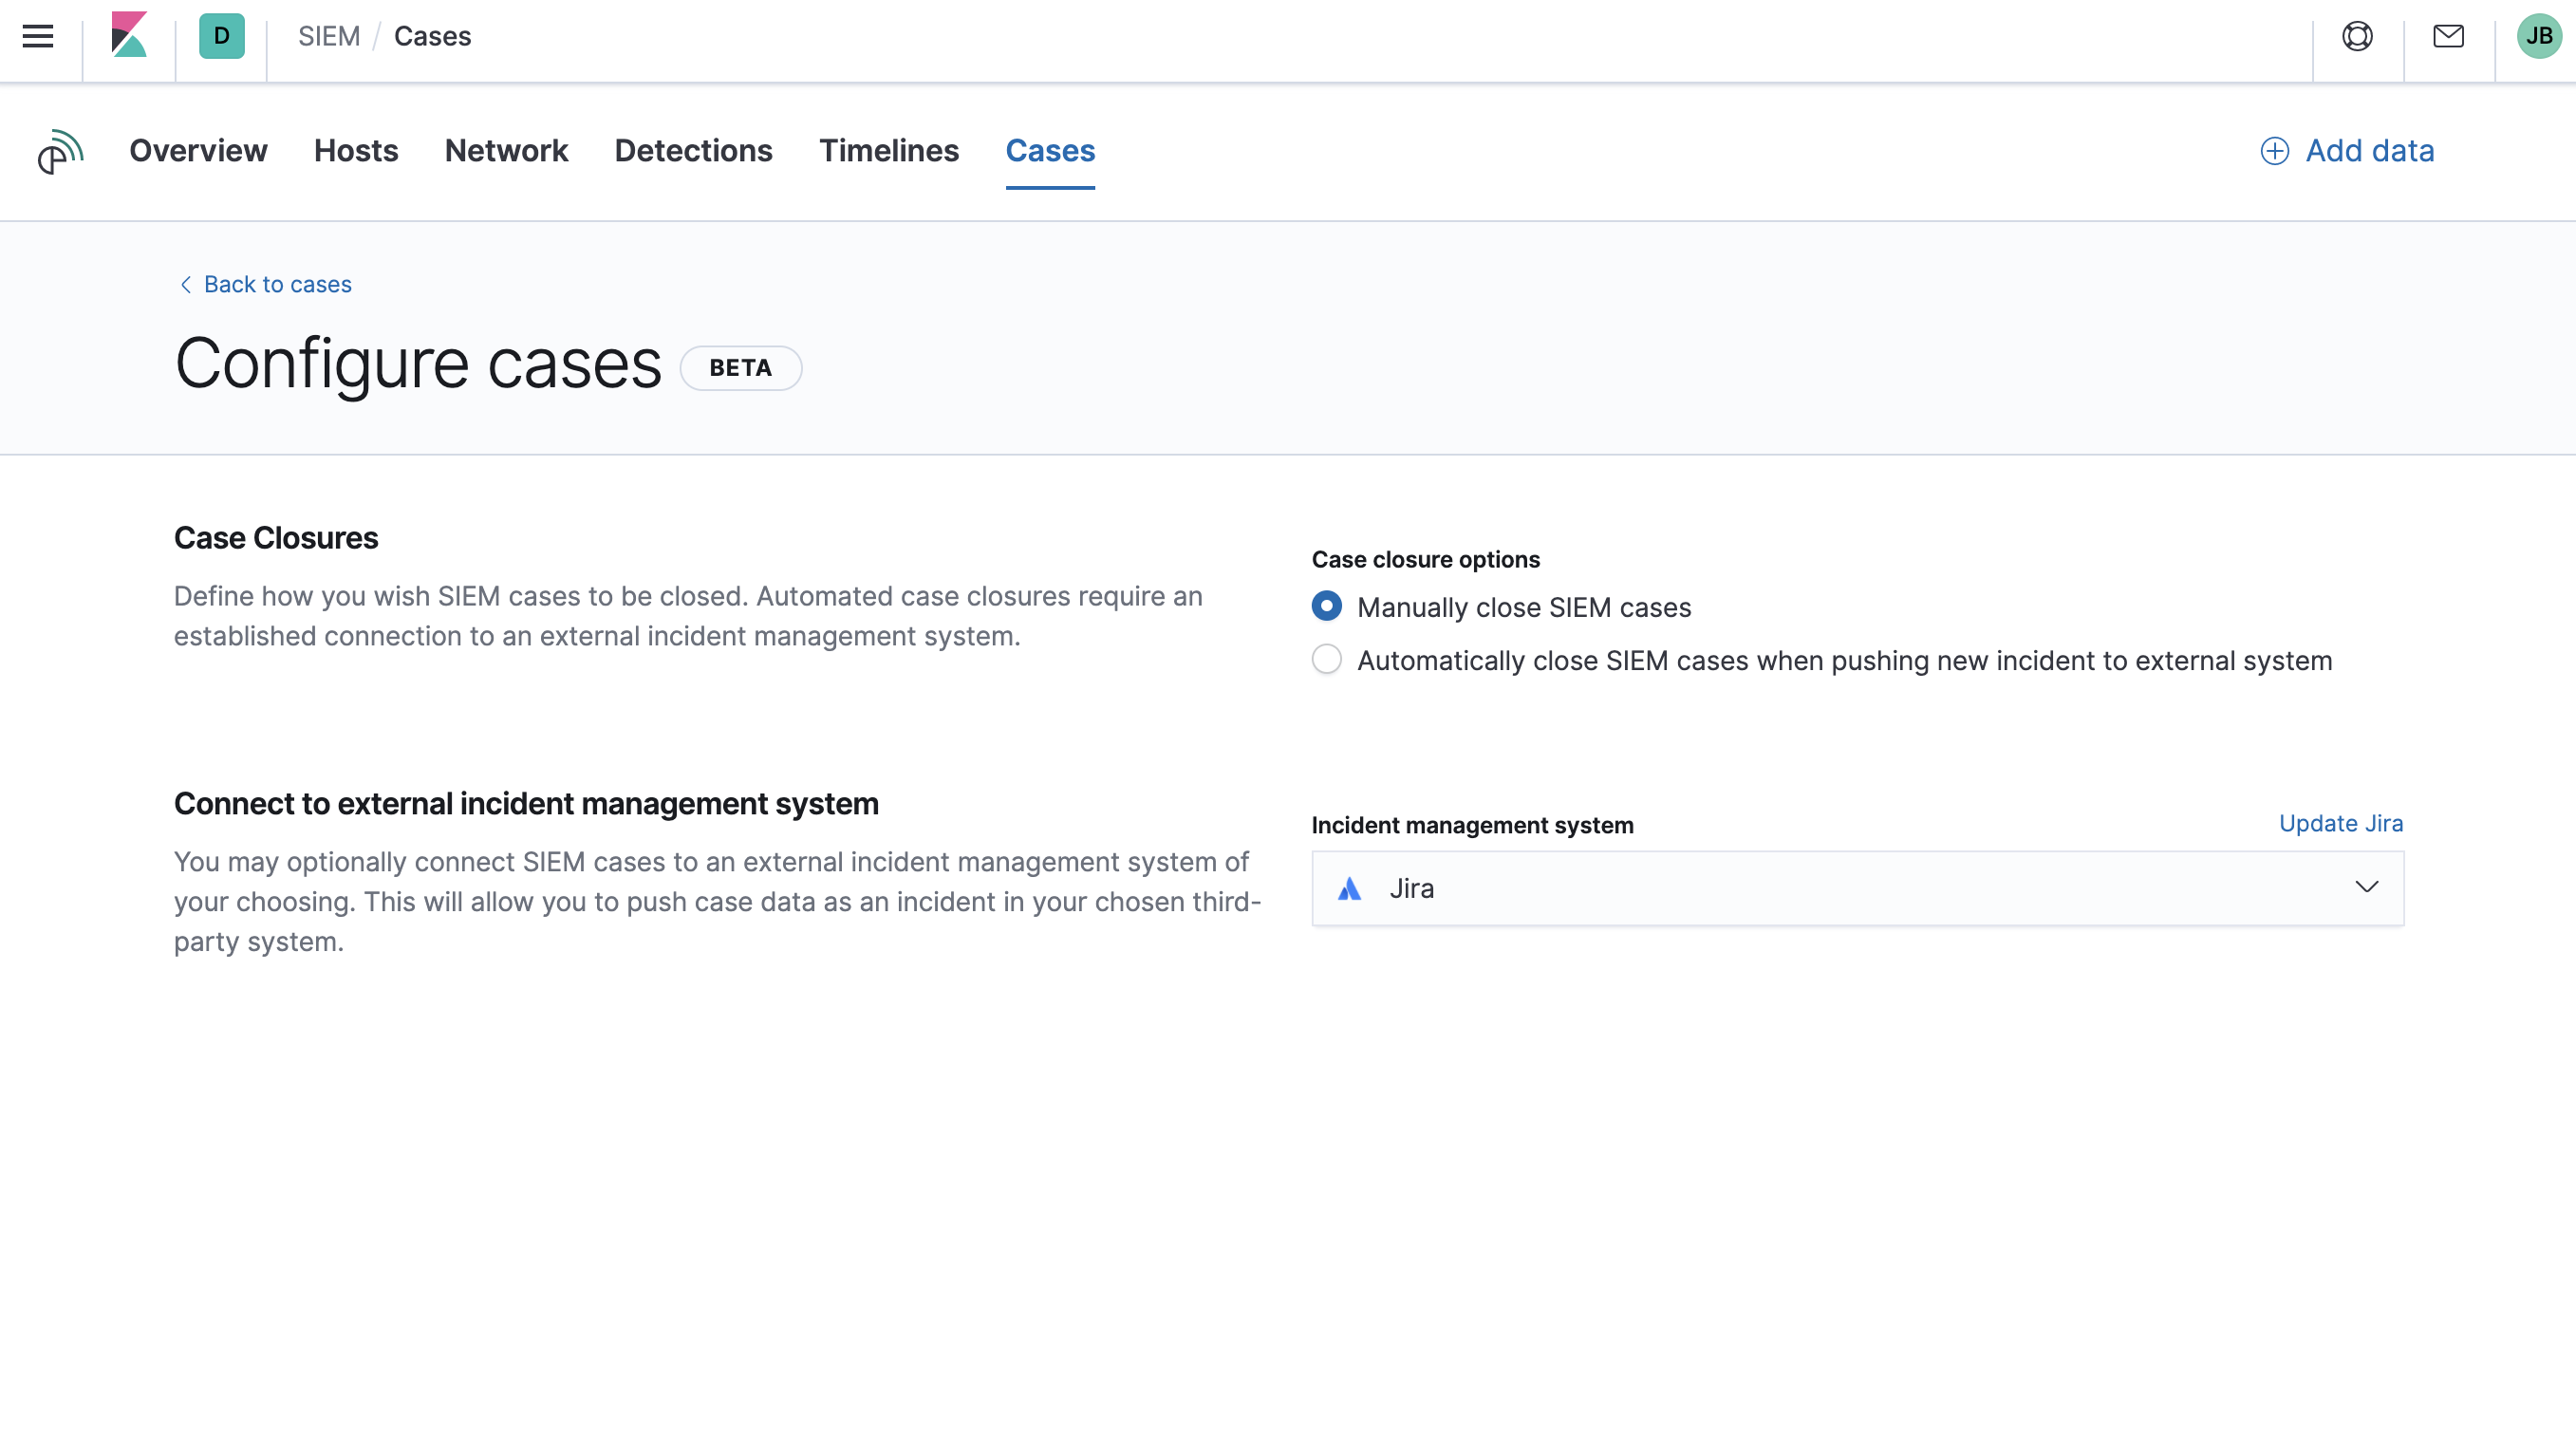 D SIEM / Cases JB
Overview Hosts Network Detections Timelines Cases Add data
Back to cases
Configure cases BETA
Case Closures
Define how you wish SIEM cases to be closed. Automated case closures require an
established connection to an external incident management system.
Case closure options
Manually close SIEM cases
Automatically close SIEM cases when pushing new incident to external system
Connect to external incident management system
You may optionally connect SIEM cases to an external incident management system of
your choosing. This will allow you to push case data as an incident in your chosen third-
party system.
Incident management system Update Jira
Jira